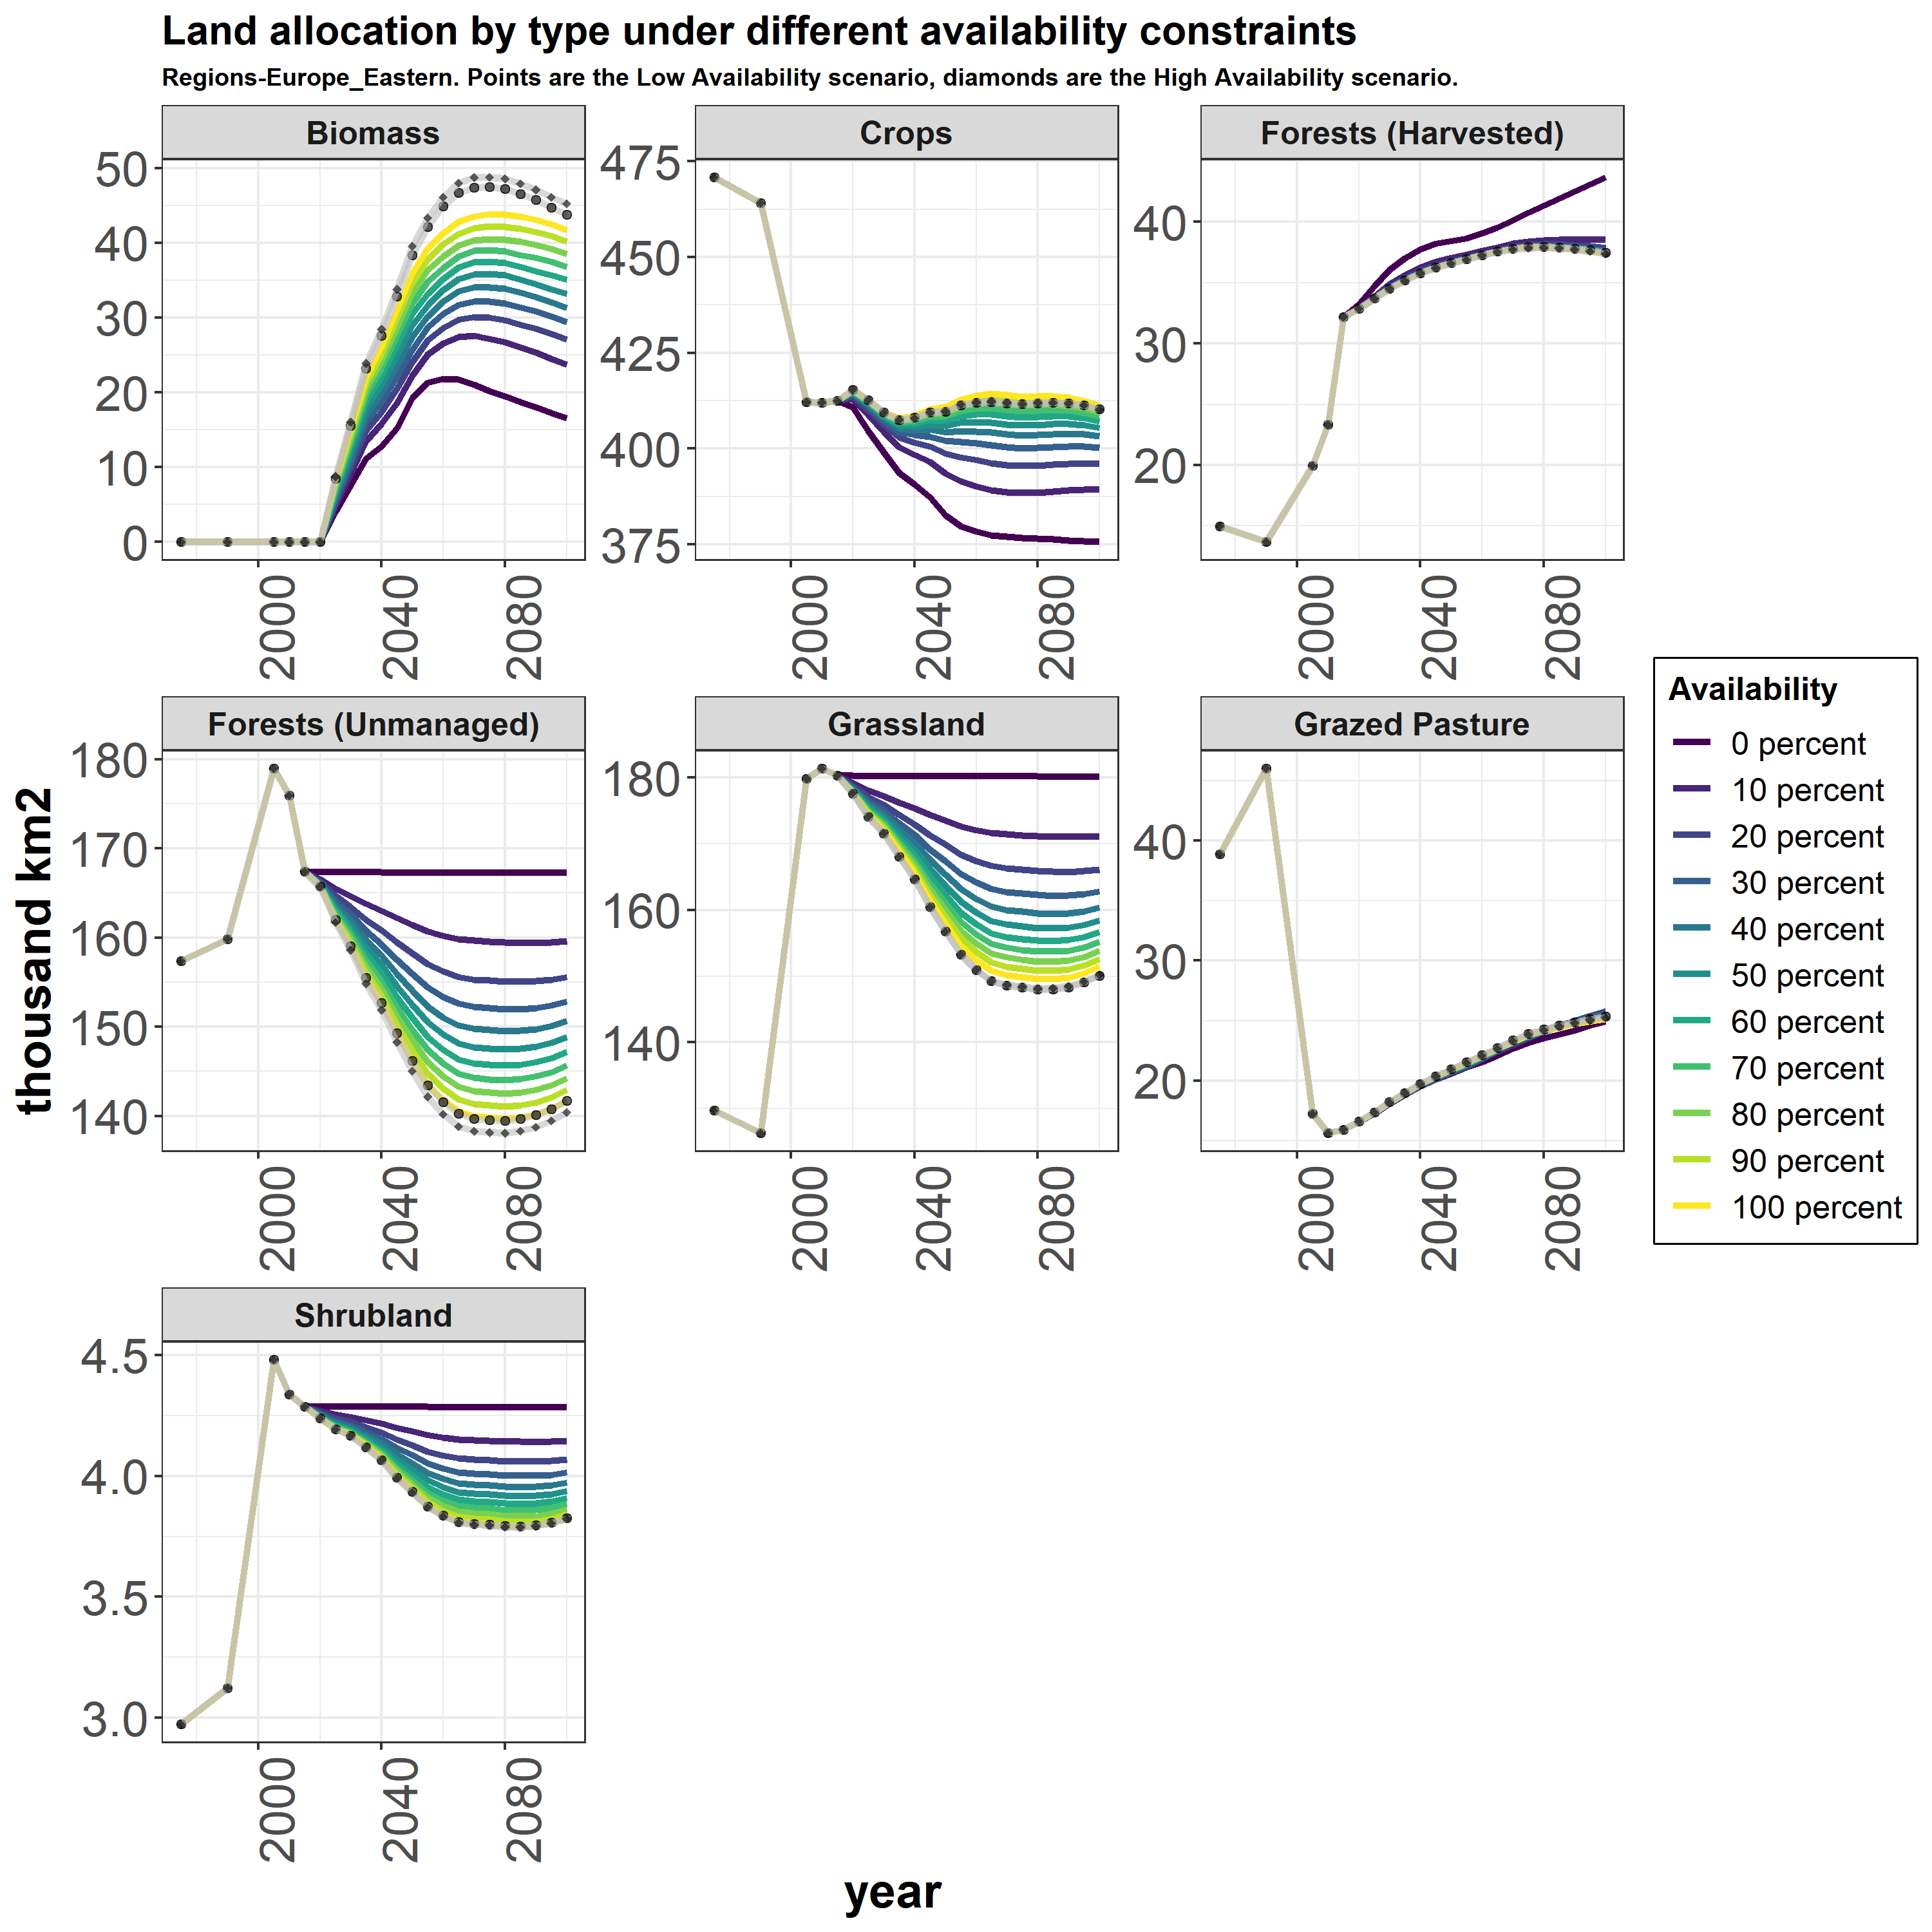 Land allocation by type under different availability constraints
Regions-Europe_Eastern. Points are the Low Availability scenario, diamonds are the High Availability scenario.
Biomass
50
40
30
20
10
0
2000
2040
2080
Crops
475
450
425
400
375
2000
2040
2080
Forests (Harvested)
40
30
20
2000
2040
2080
Forests (Unmanaged)
180
170
160
150
140
2000
2040
2080
Grassland
180
160
140
2000
2040
2080
Grazed Pasture
40
30
20
2000
2040
2080
Shrubland
4.5
4.0
3.5
3.0
2000
2040
2080
thousand km2
year
Availability
0 percent
10 percent
20 percent
30 percent
40 percent
50 percent
60 percent
70 percent
80 percent
90 percent
100 percent